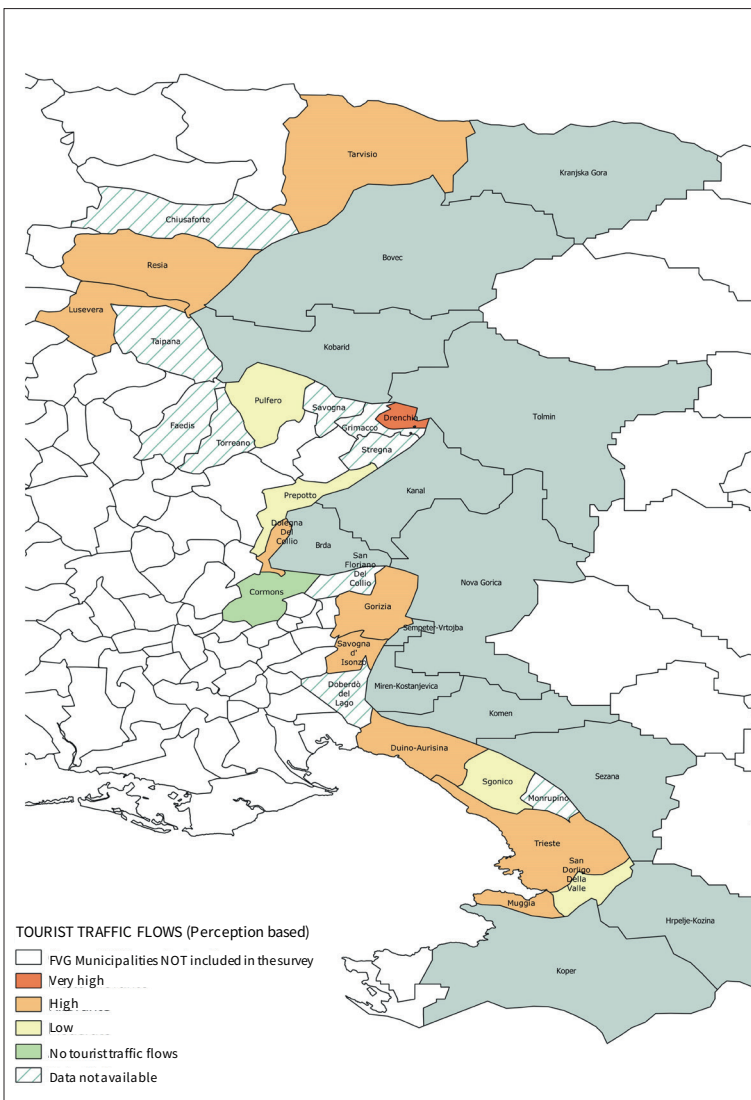 Tarvisio
Kranjska Gora
Chiusaforte
Bovec
Resia
Lusevera
Taipana
Kobarid
Pulfero
Savogna
Drenchia
Grimacco
Tolmin
Faedis
Torreano
Stregna
Kanal
Prepotto
Dolegna
Del
Collio
Brda
San
Floriano
Del
Collio
Nova Gorica
Cormons
Gorizia
Sempeter-Vrtojba
Savogna
d'
Isonzo
Doberdò
del
Lago
Miren-Kostanjevica
Komen
Duino-Aurisina
Sgonico
Sezana
Monrupino
Trieste
San
Dorligo
Della
Valle
Muggia
Hrpelje-Kozina
Koper
TOURIST TRAFFIC FLOWS (Perception based)
FVG Municipalities NOT included in the survey
Very high
High
Low
No tourist traffic flows
Data not available